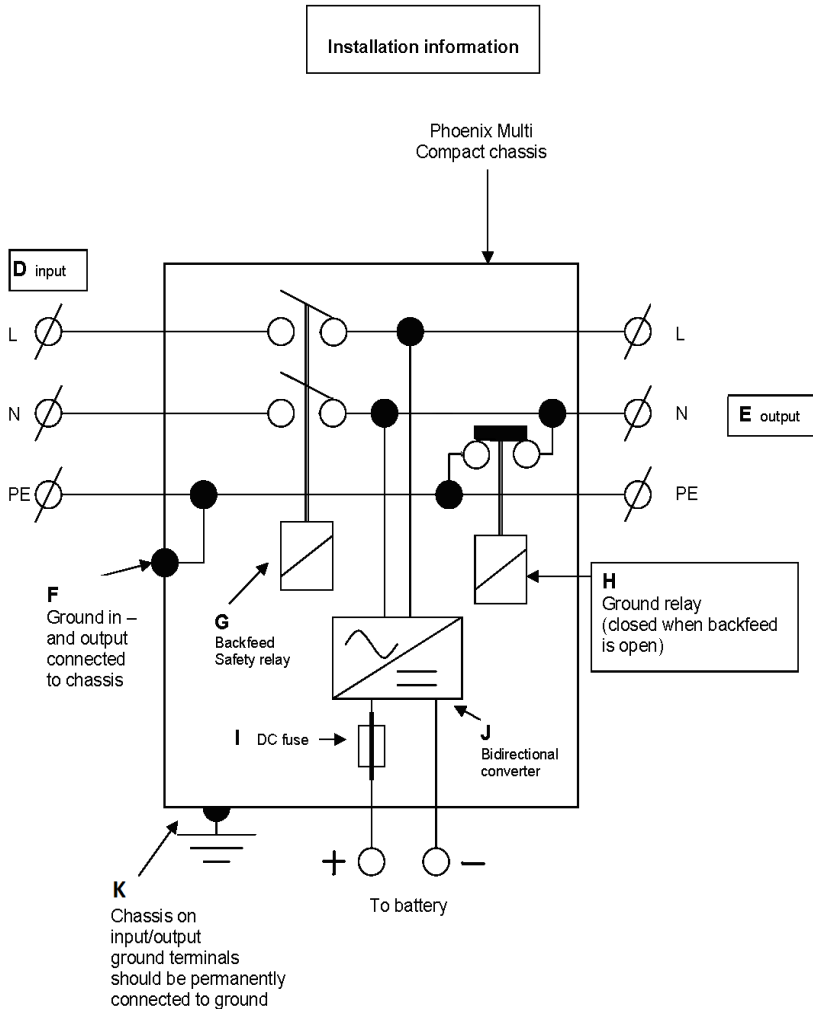 Installation information
Phoenix Multi
Compact chassis
D input
L
L
N
N
E output
PE
PE
F
Ground in –
and output
connected
to chassis
G
Backfeed
Safety relay
H
Ground relay
(closed when backfeed
is open)
I DC fuse
J
Bidirectional
converter
+
−
To battery
K
Chassis on
input/output
ground terminals
should be permanently
connected to ground